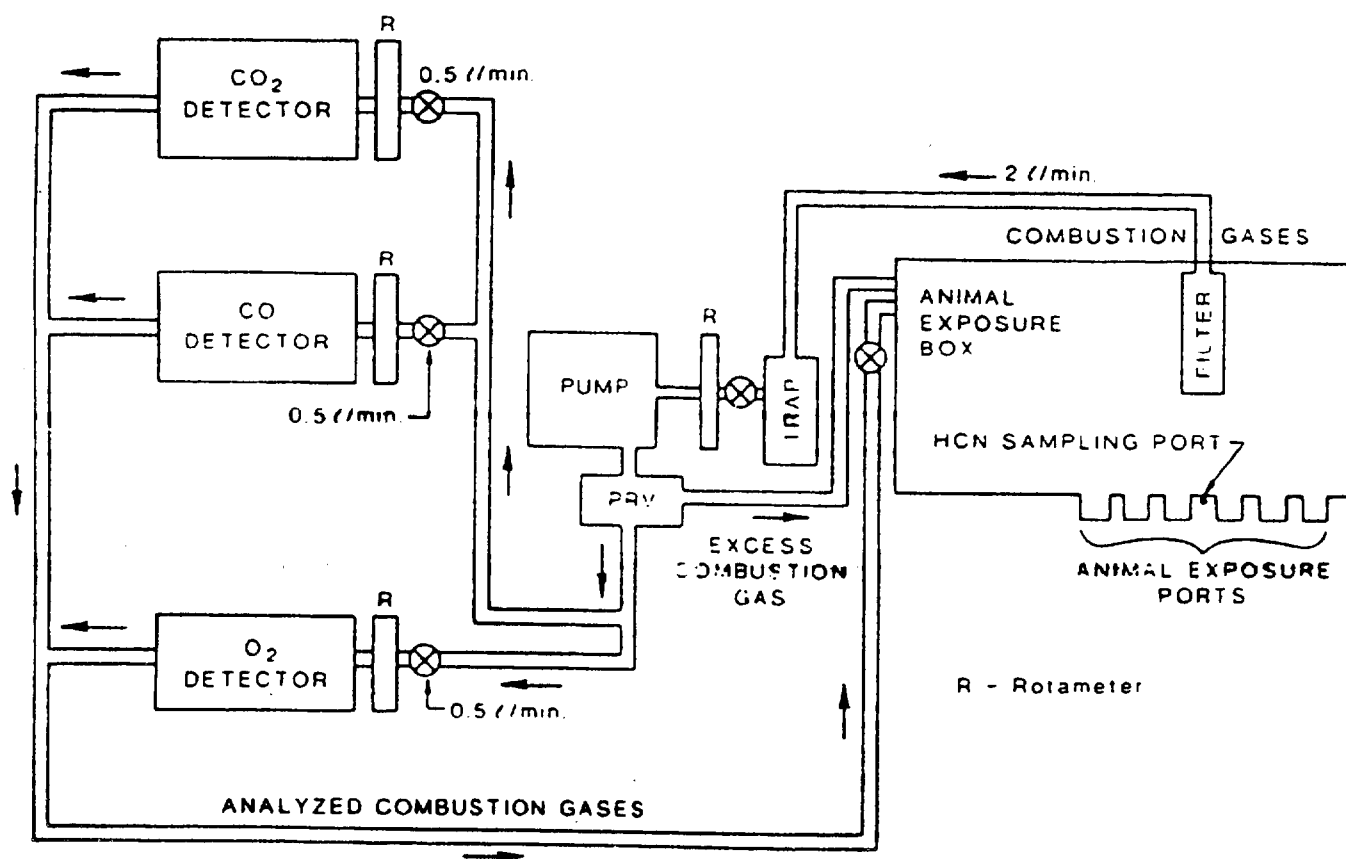 R
CO₂
DETECTOR
0.5 ℓ/min.
2 ℓ/min.
COMBUSTION GASES
R
CO
DETECTOR
0.5 ℓ/min.
R
PUMP
TRAP
ANIMAL
EXPOSURE
BOX
FILTER
HCN SAMPLING PORT
PRV
EXCESS
COMBUSTION
GAS
ANIMAL EXPOSURE
PORTS
R
O₂
DETECTOR
0.5 ℓ/min.
R - Rotameter
ANALYZED COMBUSTION GASES